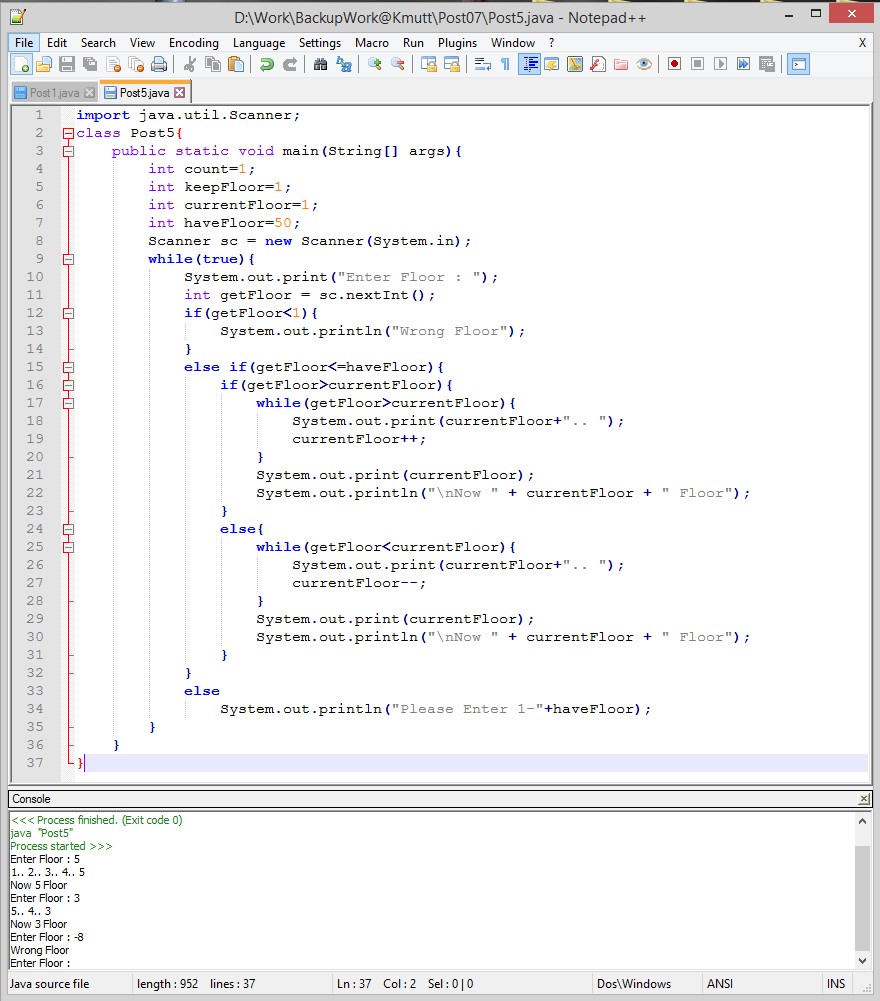 D:\Work\BackupWork@Kmutt\Post07\Post5.java - Notepad++
File Edit Search View Encoding Language Settings Macro Run Plugins Window ? X
Post1.java Post5.java
1 import java.util.Scanner;
2 class Post5{
3 public static void main(String[] args){
4 int count=1;
5 int keepFloor=1;
6 int currentFloor=1;
7 int haveFloor=50;
8 Scanner sc = new Scanner(System.in);
9 while(true){
10 System.out.print("Enter Floor : ");
11 int getFloor = sc.nextInt();
12 if(getFloor<1){
13 System.out.println("Wrong Floor");
14 }
15 else if(getFloor<=haveFloor){
16 if(getFloor>currentFloor){
17 while(getFloor>currentFloor){
18 System.out.print(currentFloor+".. ");
19 currentFloor++;
20 }
21 System.out.print(currentFloor);
22 System.out.println("\nNow " + currentFloor + " Floor");
23 }
24 else{
25 while(getFloor<currentFloor){
26 System.out.print(currentFloor+".. ");
27 currentFloor--;
28 }
29 System.out.print(currentFloor);
30 System.out.println("\nNow " + currentFloor + " Floor");
31 }
32 }
33 else
34 System.out.println("Please Enter 1-"+haveFloor);
35 }
36 }
37 }
Console
<<< Process finished. (Exit code 0)
java "Post5"
Process started >>>
Enter Floor : 5
1.. 2.. 3.. 4.. 5
Now 5 Floor
Enter Floor : 3
5.. 4.. 3
Now 3 Floor
Enter Floor : -8
Wrong Floor
Enter Floor :
Java source file length : 952 lines : 37 Ln : 37 Col : 2 Sel : 0 | 0 Dos\Windows ANSI INS